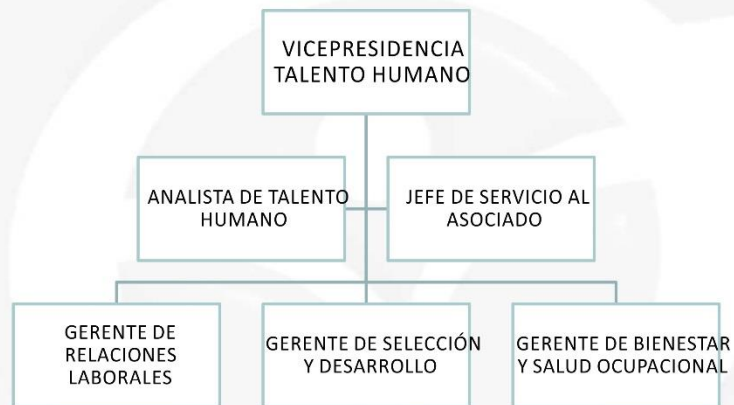 VICEPRESIDENCIA
TALENTO HUMANO
ANALISTA DE TALENTO
HUMANO
JEFE DE SERVICIO AL
ASOCIADO
GERENTE DE
RELACIONES
LABORALES
GERENTE DE SELECCIÓN
Y DESARROLLO
GERENTE DE BIENESTAR
Y SALUD OCUPACIONAL